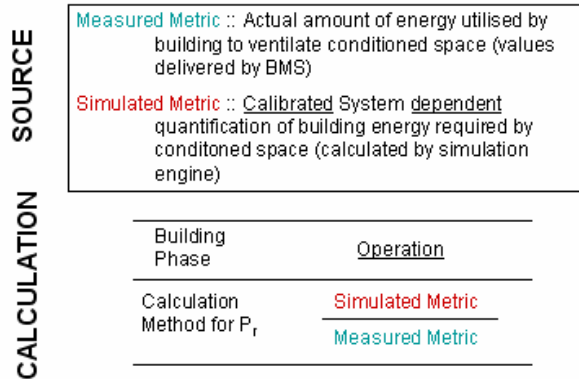 SOURCE
Measured Metric :: Actual amount of energy utilised by
building to ventilate conditioned space (values
delivered by BMS)
Simulated Metric :: Calibrated System dependent
quantification of building energy required by
conditoned space (calculated by simulation
engine)
CALCULATION
Building
Phase
Operation
Calculation
Method for Pr
Simulated Metric
Measured Metric